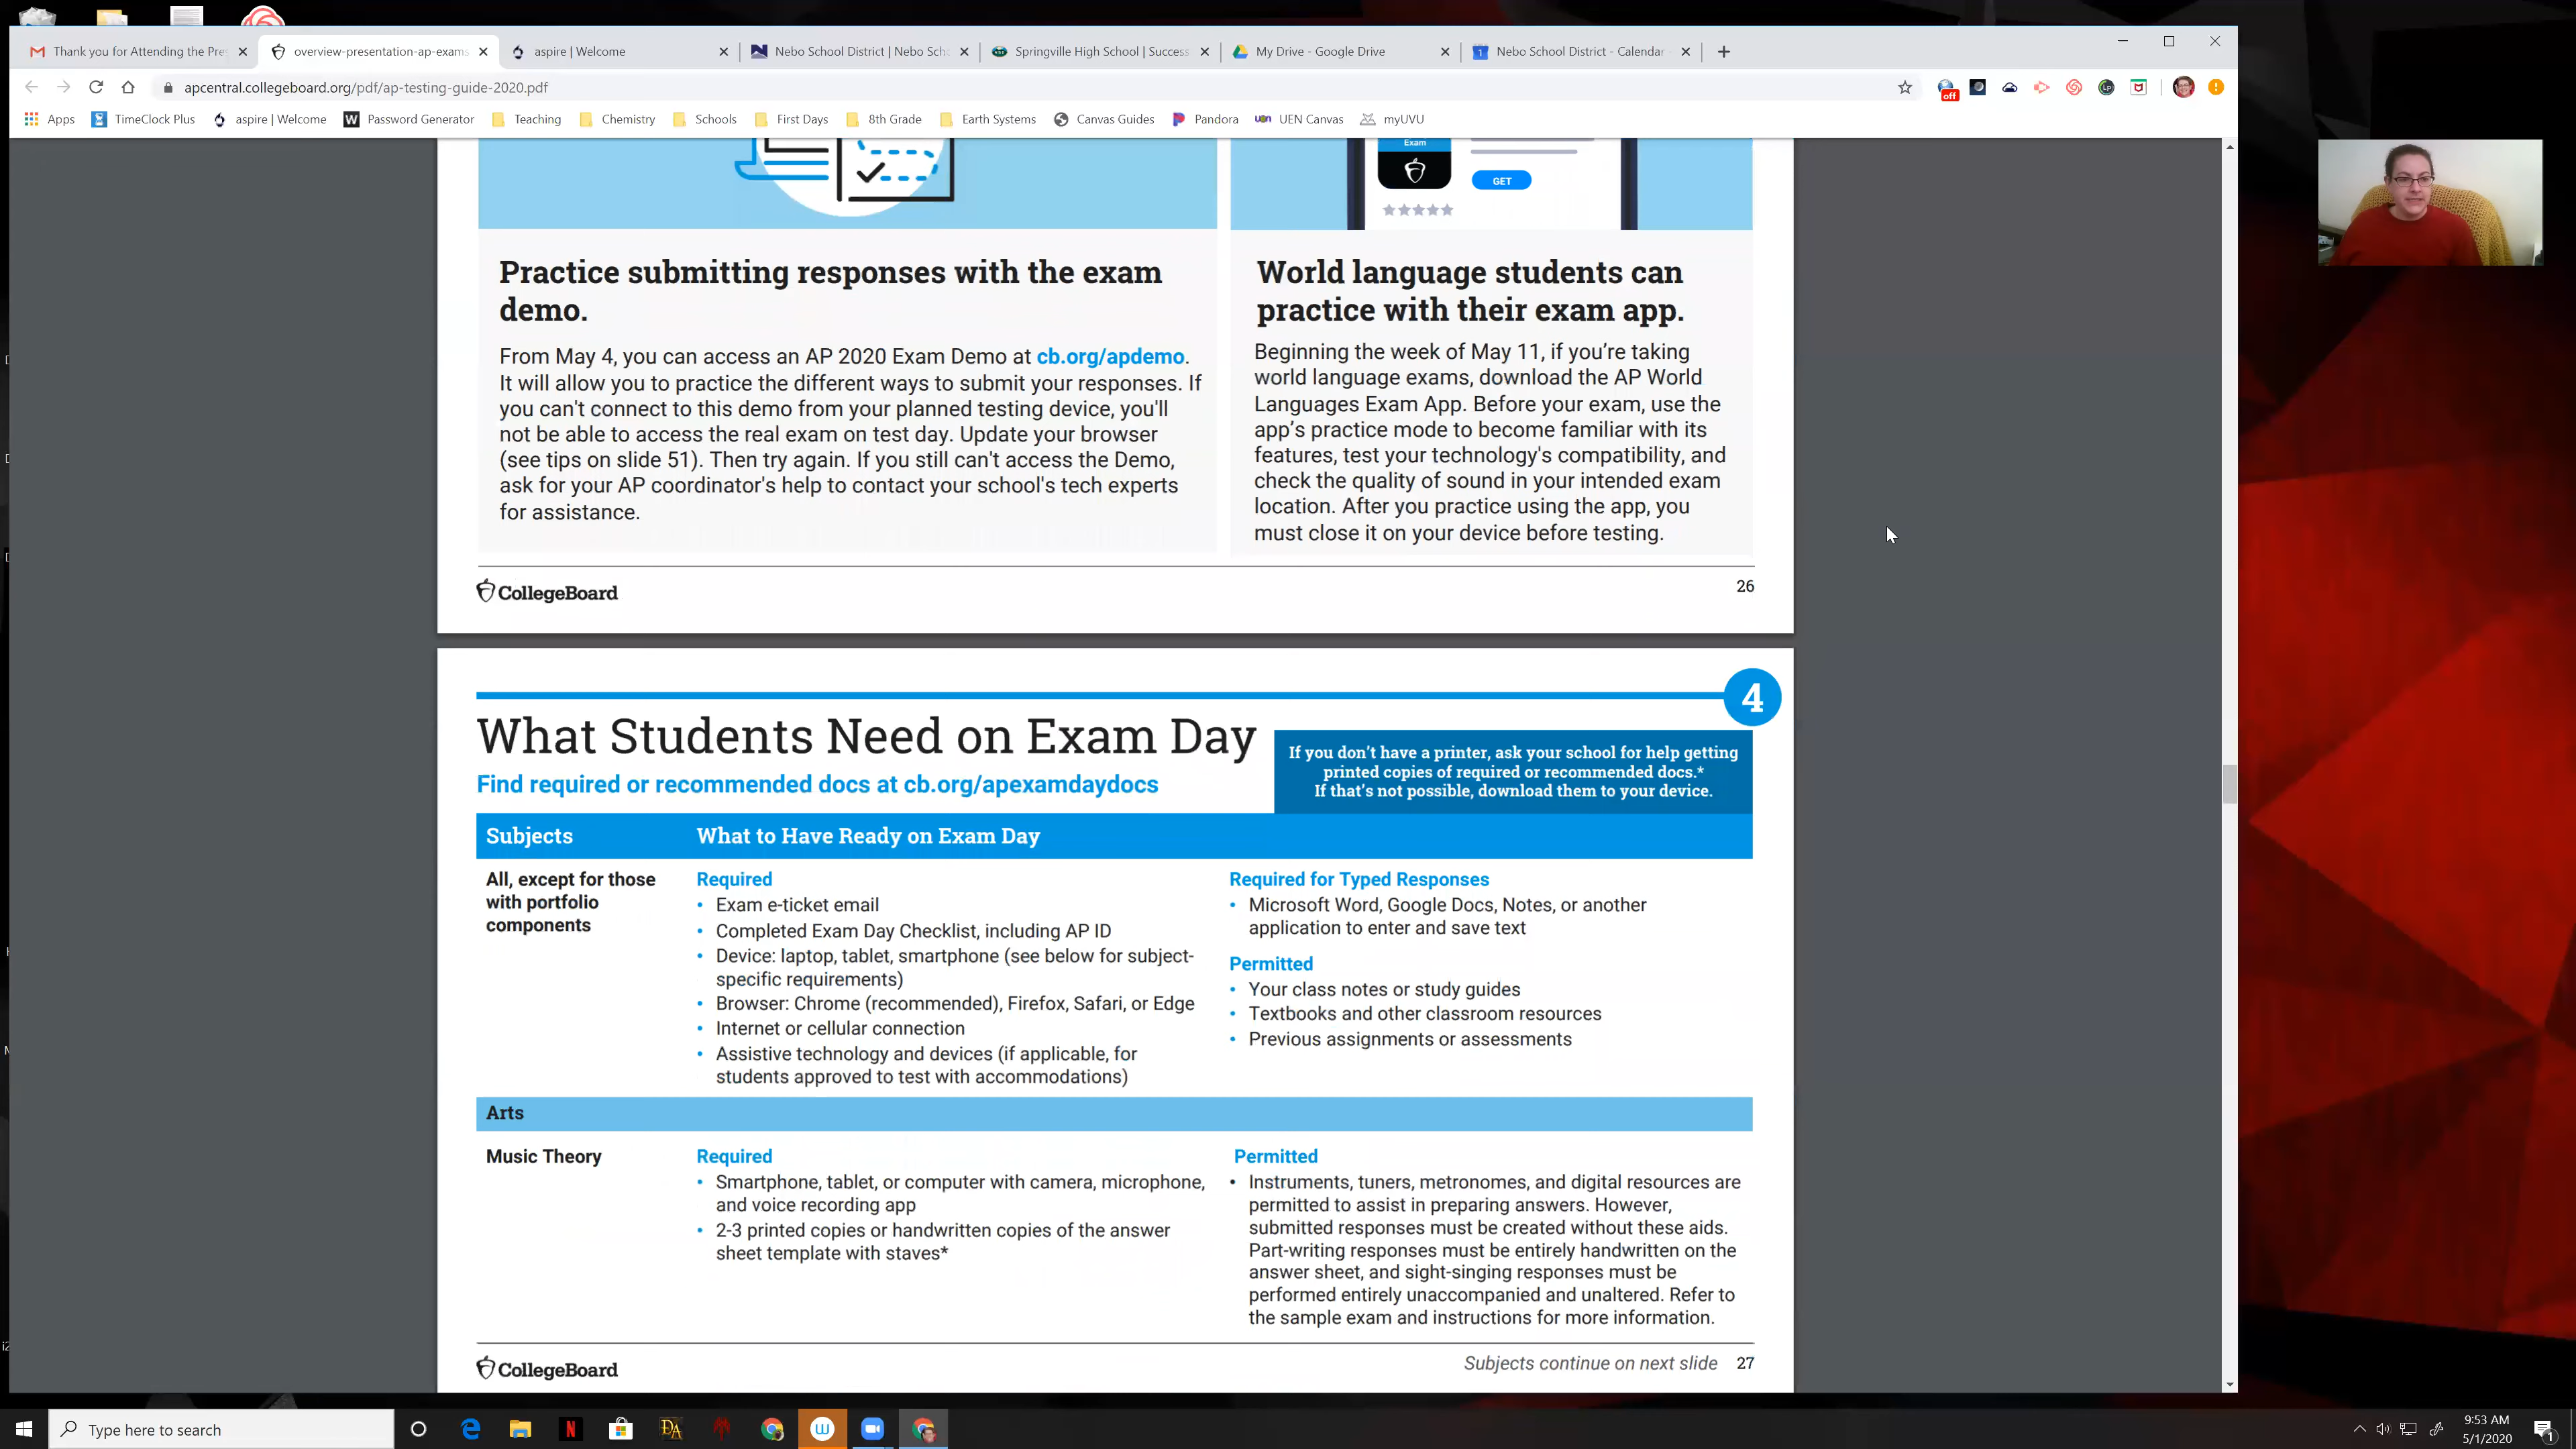 Thank you for Attending the Pre
overview-presentation-ap-exams
aspire | Welcome
Nebo School District | Nebo Scho
Springville High School | Success
My Drive - Google Drive
Nebo School District - Calendar -
apcentral.collegeboard.org/pdf/ap-testing-guide-2020.pdf
off
Apps
TimeClock Plus
aspire | Welcome
W
Password Generator
Teaching
Chemistry
Schools
First Days
8th Grade
Earth Systems
Canvas Guides
Pandora
UEN Canvas
myUVU
Exam
GET
Practice submitting responses with the exam
demo.
From May 4, you can access an AP 2020 Exam Demo at cb.org/apdemo.
It will allow you to practice the different ways to submit your responses. If
you can't connect to this demo from your planned testing device, you'll
not be able to access the real exam on test day. Update your browser
(see tips on slide 51). Then try again. If you still can't access the Demo,
ask for your AP coordinator's help to contact your school's tech experts
for assistance.
World language students can
practice with their exam app.
Beginning the week of May 11, if you're taking
world language exams, download the AP World
Languages Exam App. Before your exam, use the
app's practice mode to become familiar with its
features, test your technology's compatibility, and
check the quality of sound in your intended exam
location. After you practice using the app, you
must close it on your device before testing.
CollegeBoard
26
4
What Students Need on Exam Day
Find required or recommended docs at cb.org/apexamdaydocs
If you don't have a printer, ask your school for help getting
printed copies of required or recommended docs.*
If that's not possible, download them to your device.
Subjects
What to Have Ready on Exam Day
All, except for those
with portfolio
components
Required
• Exam e-ticket email
• Completed Exam Day Checklist, including AP ID
• Device: laptop, tablet, smartphone (see below for subject-
specific requirements)
• Browser: Chrome (recommended), Firefox, Safari, or Edge
• Internet or cellular connection
• Assistive technology and devices (if applicable, for
students approved to test with accommodations)
Required for Typed Responses
• Microsoft Word, Google Docs, Notes, or another
application to enter and save text
Permitted
• Your class notes or study guides
• Textbooks and other classroom resources
• Previous assignments or assessments
Arts
Music Theory
Required
• Smartphone, tablet, or computer with camera, microphone,
and voice recording app
• 2-3 printed copies or handwritten copies of the answer
sheet template with staves*
Permitted
• Instruments, tuners, metronomes, and digital resources are
permitted to assist in preparing answers. However,
submitted responses must be created without these aids.
Part-writing responses must be entirely handwritten on the
answer sheet, and sight-singing responses must be
performed entirely unaccompanied and unaltered. Refer to
the sample exam and instructions for more information.
CollegeBoard
Subjects continue on next slide
27
Type here to search
9:53 AM
5/1/2020
1